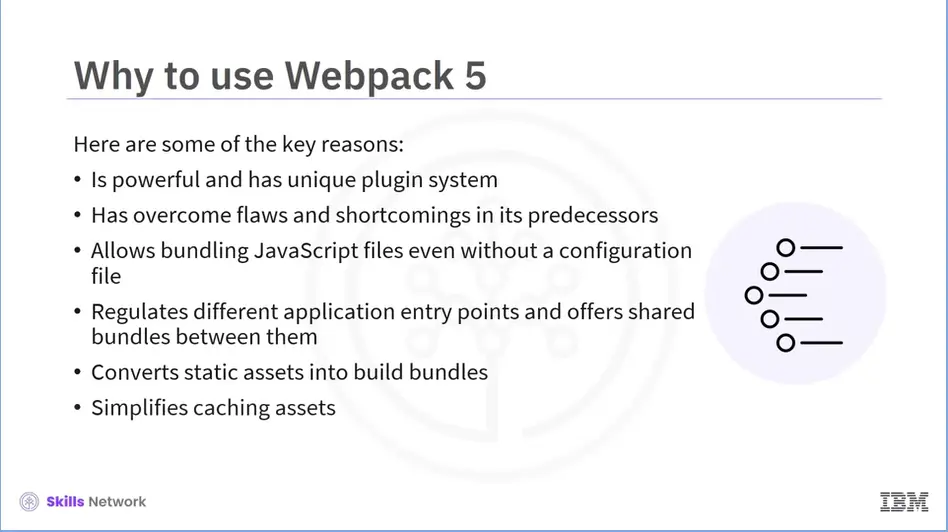 Why to use Webpack 5
Here are some of the key reasons:
• Is powerful and has unique plugin system
• Has overcome flaws and shortcomings in its predecessors
• Allows bundling JavaScript files even without a configuration
file
• Regulates different application entry points and offers shared
bundles between them
• Converts static assets into build bundles
• Simplifies caching assets
Skills Network
IBM